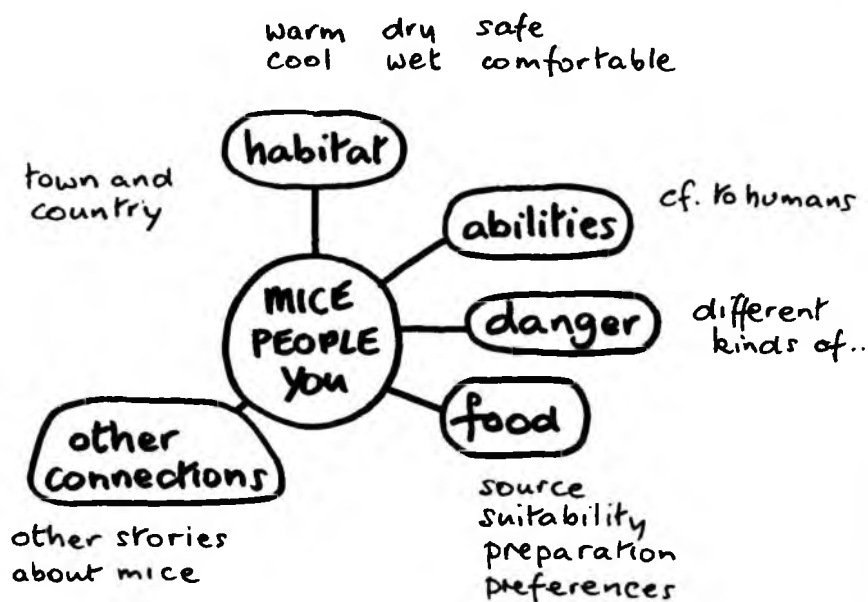 warm dry safe
cool wet comfortable
habitat
town and
country
abilities
cf. to humans
MICE
PEOPLE
YOU
danger
different
kinds of..
food
source
suitability
preparation
preferences
other
connections
other stories
about mice